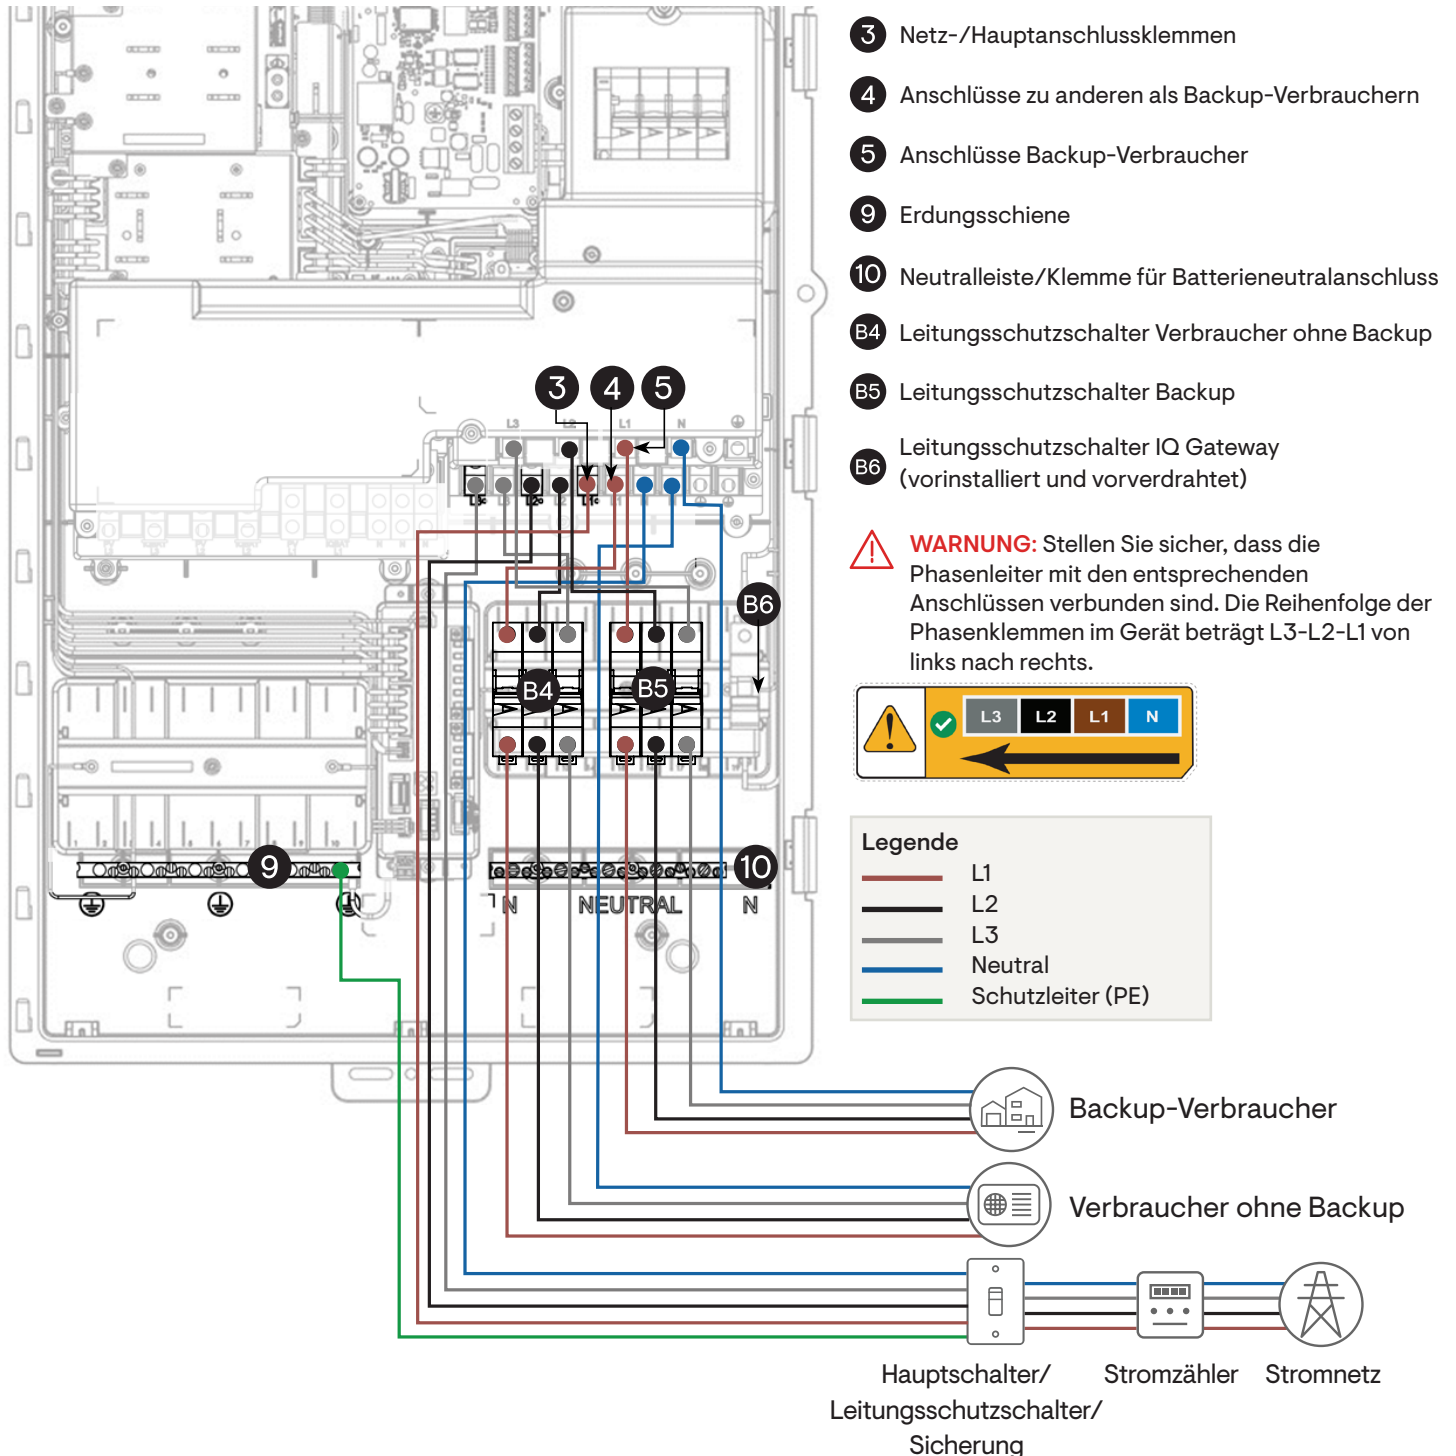 3 Netz-/Hauptanschlussklemmen
4 Anschlüsse zu anderen als Backup-Verbrauchern
5 Anschlüsse Backup-Verbraucher
9 Erdungsschiene
10 Neutralleiste/Klemme für Batterieneutralanschluss
B4 Leitungsschutzschalter Verbraucher ohne Backup
B5 Leitungsschutzschalter Backup
B6 Leitungsschutzschalter IQ Gateway
(vorinstalliert und vorverdrahtet)
WARNUNG: Stellen Sie sicher, dass die
Phasenleiter mit den entsprechenden
Anschlüssen verbunden sind. Die Reihenfolge der
Phasenklemmen im Gerät beträgt L3-L2-L1 von
links nach rechts.
L3 L2 L1 N
Legende
L1
L2
L3
Neutral
Schutzleiter (PE)
3 4 5
L3 L2 L1 N
B6
B4 B5
9 10
N NEUTRAL N
Backup-Verbraucher
Verbraucher ohne Backup
Hauptschalter/
Leitungsschutzschalter/
Sicherung
Stromzähler
Stromnetz